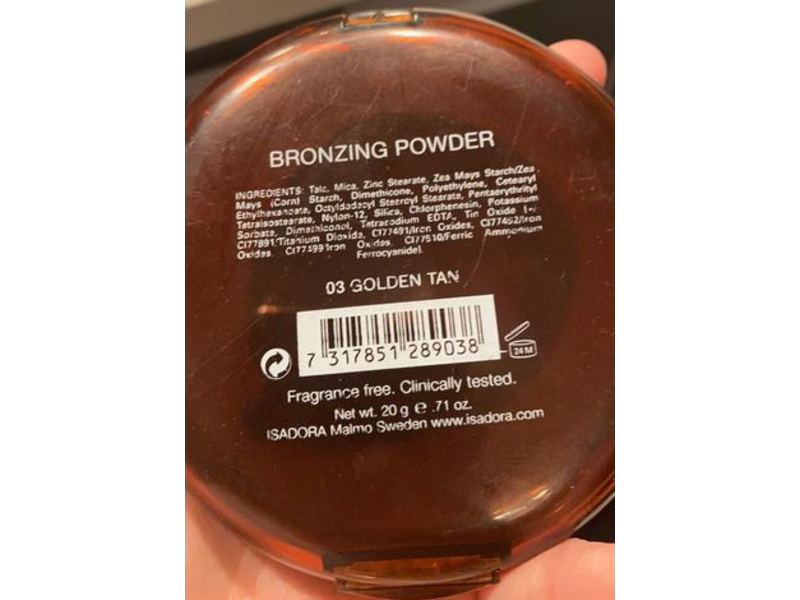 BRONZING POWDER
INGREDIENTS: Talc, Mica, Zinc Stearate, Zea Mays Starch/Zea
Mays (Corn) Starch, Dimethicone, Polyethylene, Cetearyl
Ethylhexanoate, Octyldodecyl Stearoyl Stearate, Pentaerythrityl
Tetraisostearate, Nylon-12, Silica, Chlorphenesin, Potassium
Sorbate, Dimethiconol, Tetrasodium EDTA, Tin Oxide
CI77891/Titanium Dioxide, CI77491/Iron Oxides, CI77492/Iron
Oxides, CI77499/Iron Oxides, CI77510/Ferric Ammonium
Ferrocyanide].
03 GOLDEN TAN
7 317851 289038
24 M
Fragrance free. Clinically tested.
Net wt. 20 g e .71 oz.
ISADORA Malmo Sweden www.isadora.com